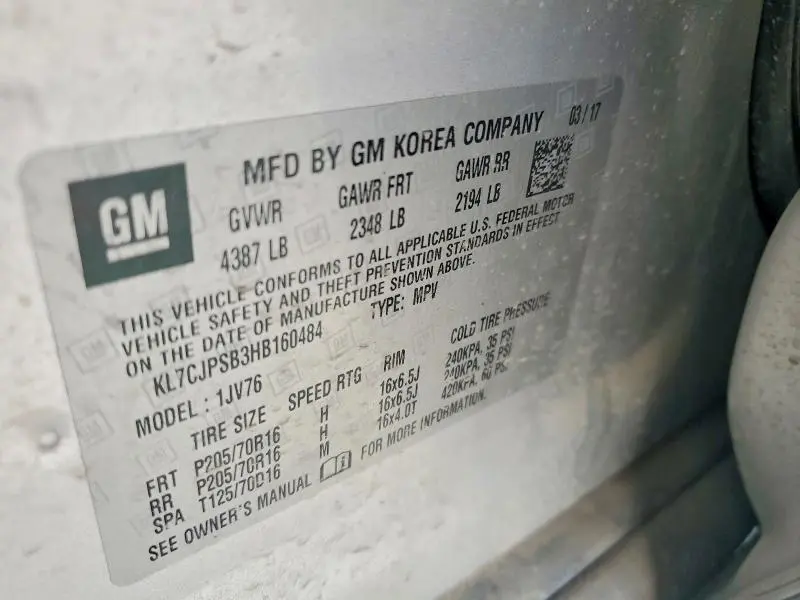 GM
MFD BY GM KOREA COMPANY 03/17
GVWR GAWR FRT GAWR RR
4387 LB 2348 LB 2194 LB
THIS VEHICLE CONFORMS TO ALL APPLICABLE U.S. FEDERAL MOTOR
VEHICLE SAFETY AND THEFT PREVENTION STANDARDS IN EFFECT
ON THE DATE OF MANUFACTURE SHOWN ABOVE.
KL7CJPSB3HB160484 TYPE: MPV
MODEL: 1JV76
TIRE SIZE SPEED RTG RIM COLD TIRE PRESSURE
FRT P205/70R16 H 16x6.5J 240KPA, 35 PSI
RR P205/70R16 H 16x6.5J 240KPA, 35 PSI
SPA T125/70D16 M 16x4.0T 420KPA, 60 PSI
SEE OWNER'S MANUAL FOR MORE INFORMATION.